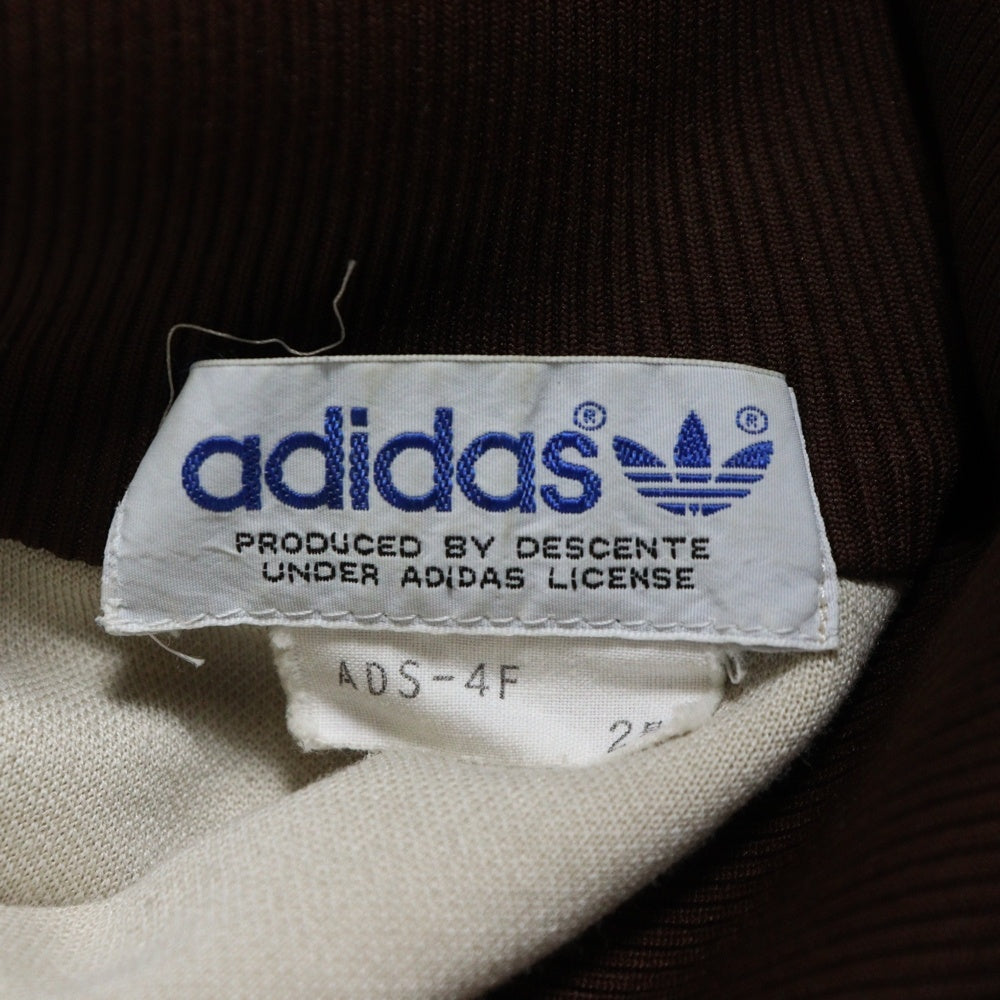 adidas®
®
PRODUCED BY DESCENTE
UNDER ADIDAS LICENSE
ADS-4F